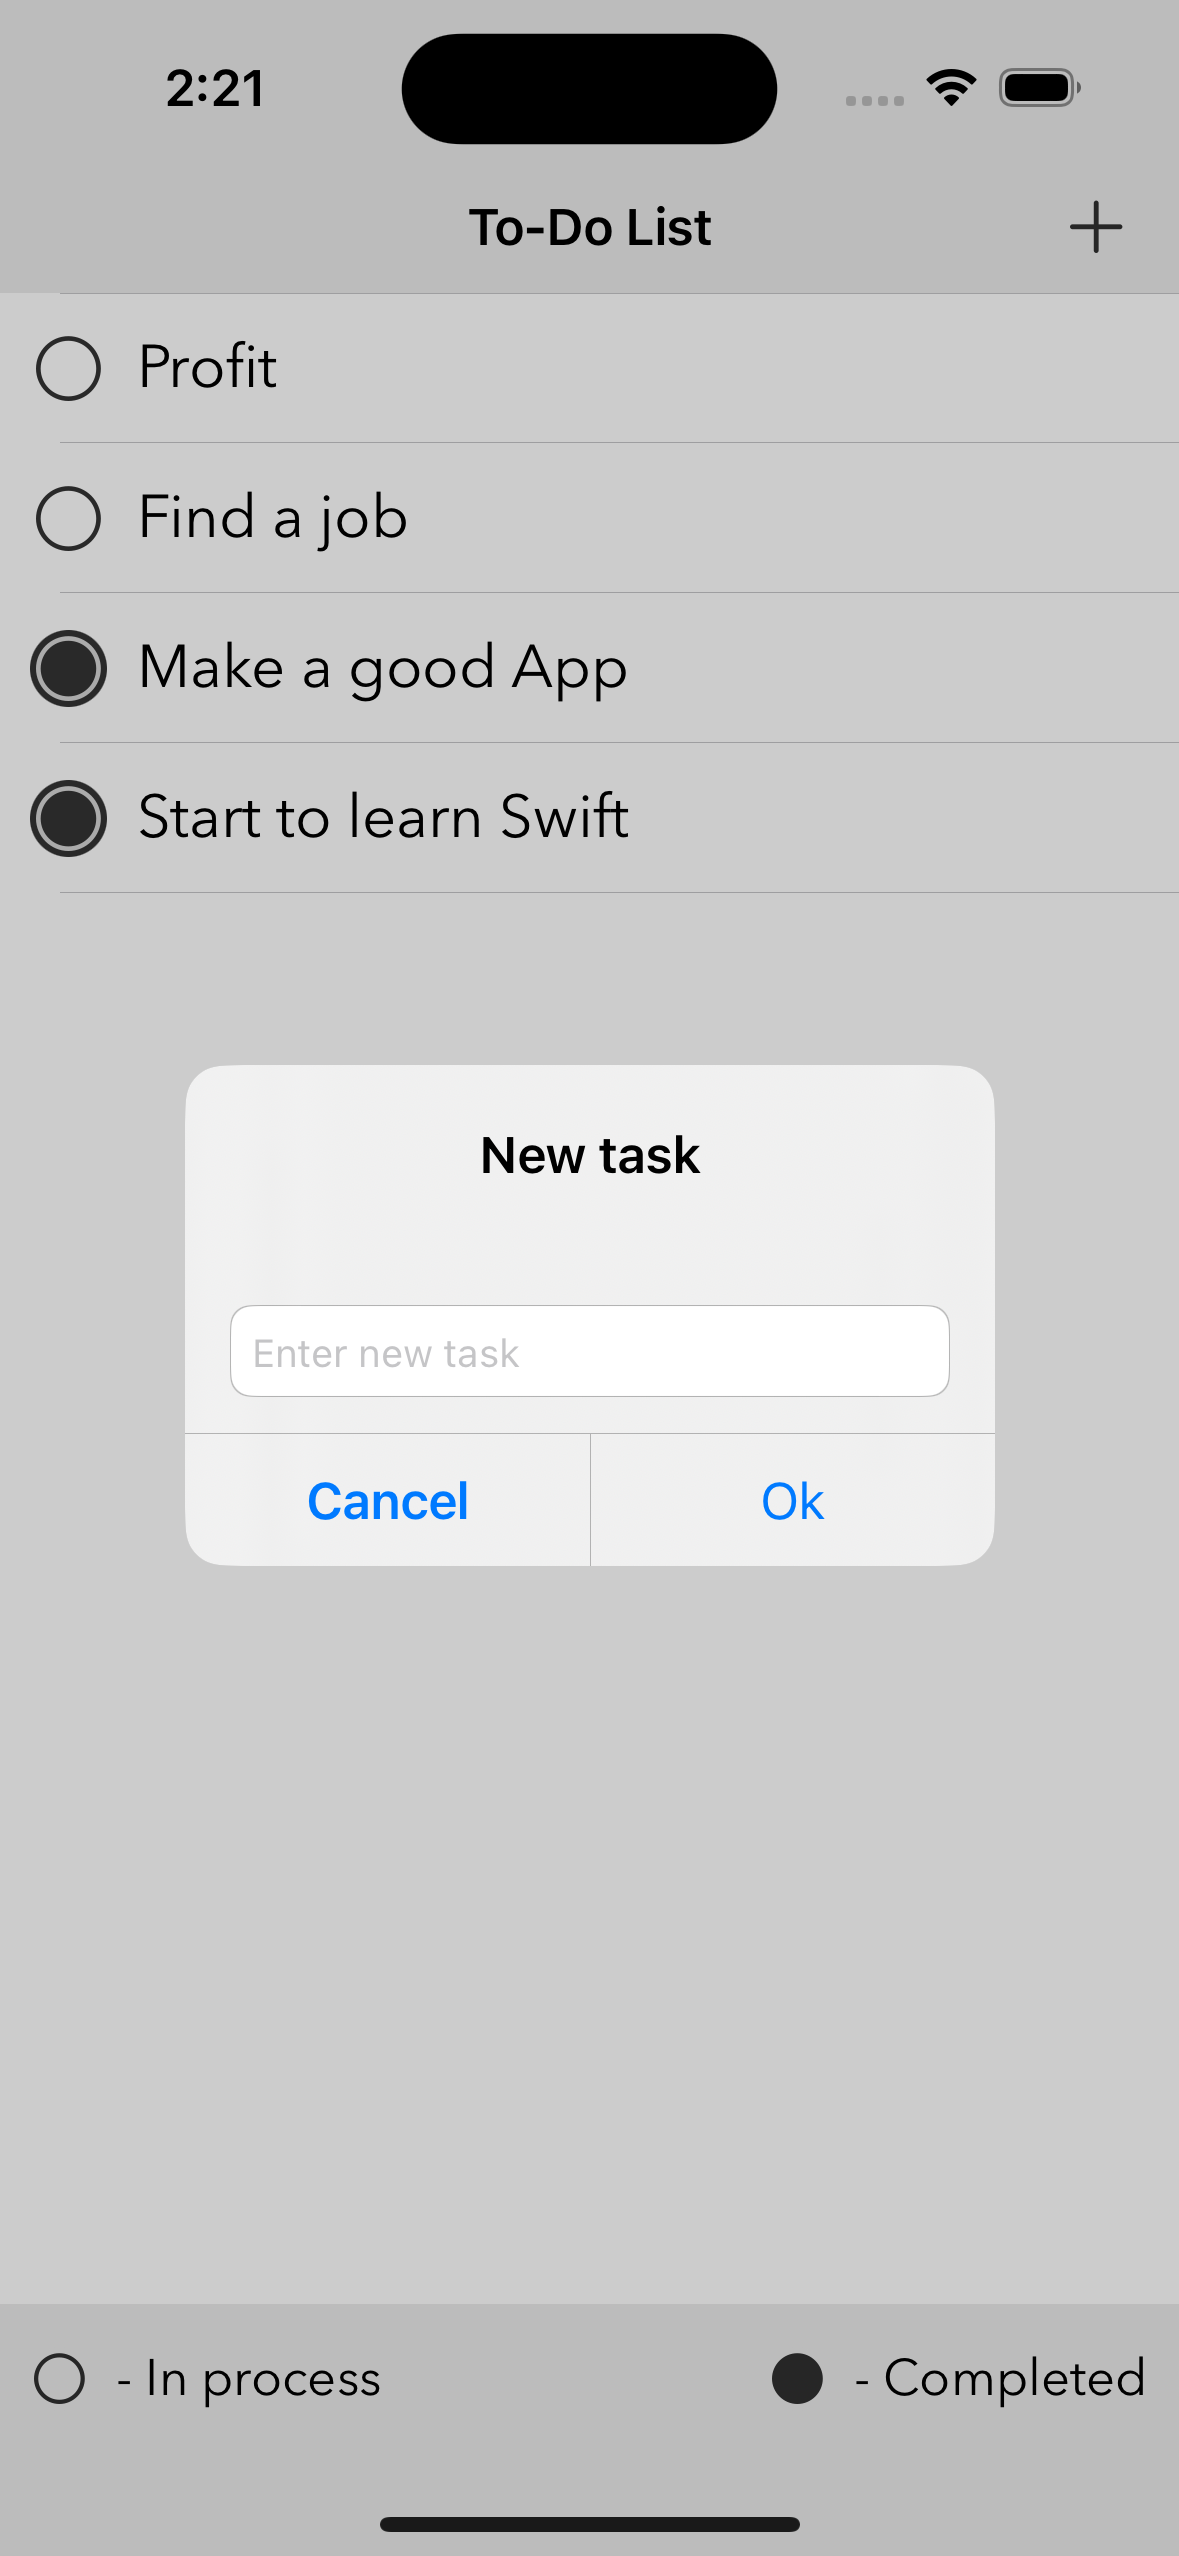 2:21
To-Do List
Profit
Find a job
Make a good App
Start to learn Swift
New task
Enter new task
Cancel
Ok
- In process
- Completed